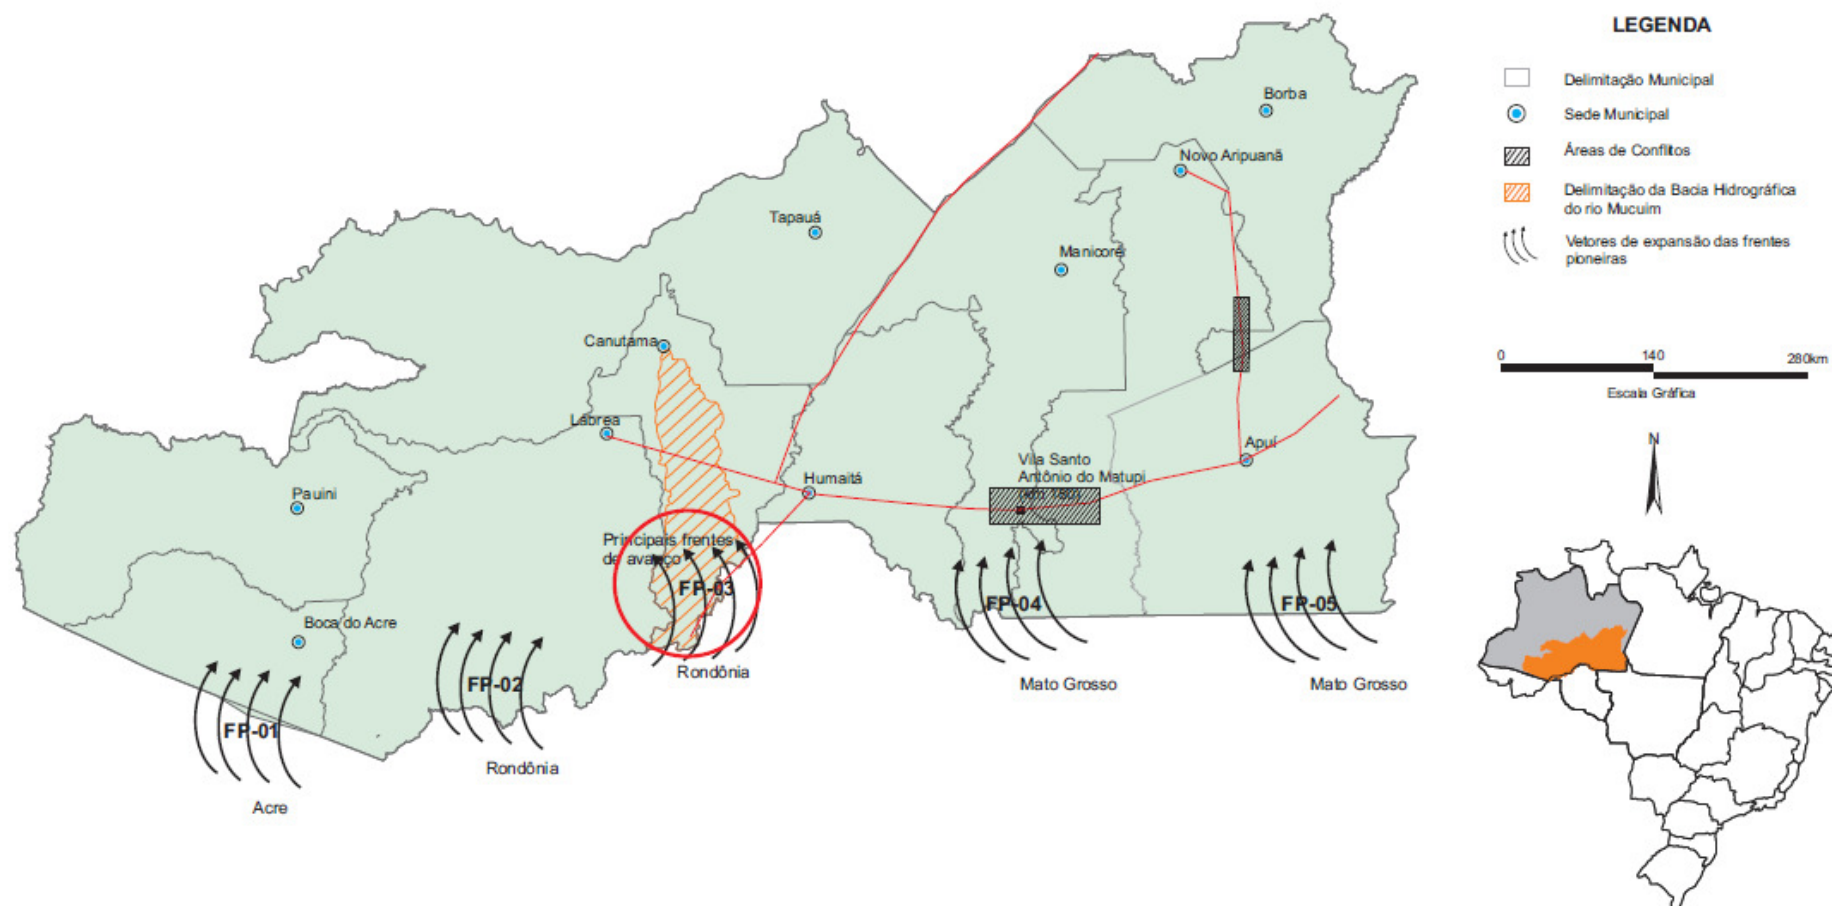 LEGENDA
Delimitação Municipal
Sede Municipal
Áreas de Conflitos
Delimitação da Bacia Hidrográfica
do rio Mucuim
Vetores de expansão das frentes
pioneiras
0 140 280km
Escala Gráfica
N
Borba
Novo Aripuanã
Tapauá
Manicoré
Canutama
Lábrea
Apuí
Vila Santo
Antônio do Matupi
(km 180)
Humaitá
Pauini
Principais frentes
de avanço
FP-03
FP-04
FP-05
Boca do Acre
Rondônia
FP-02
Mato Grosso
Mato Grosso
FP-01
Rondônia
Acre